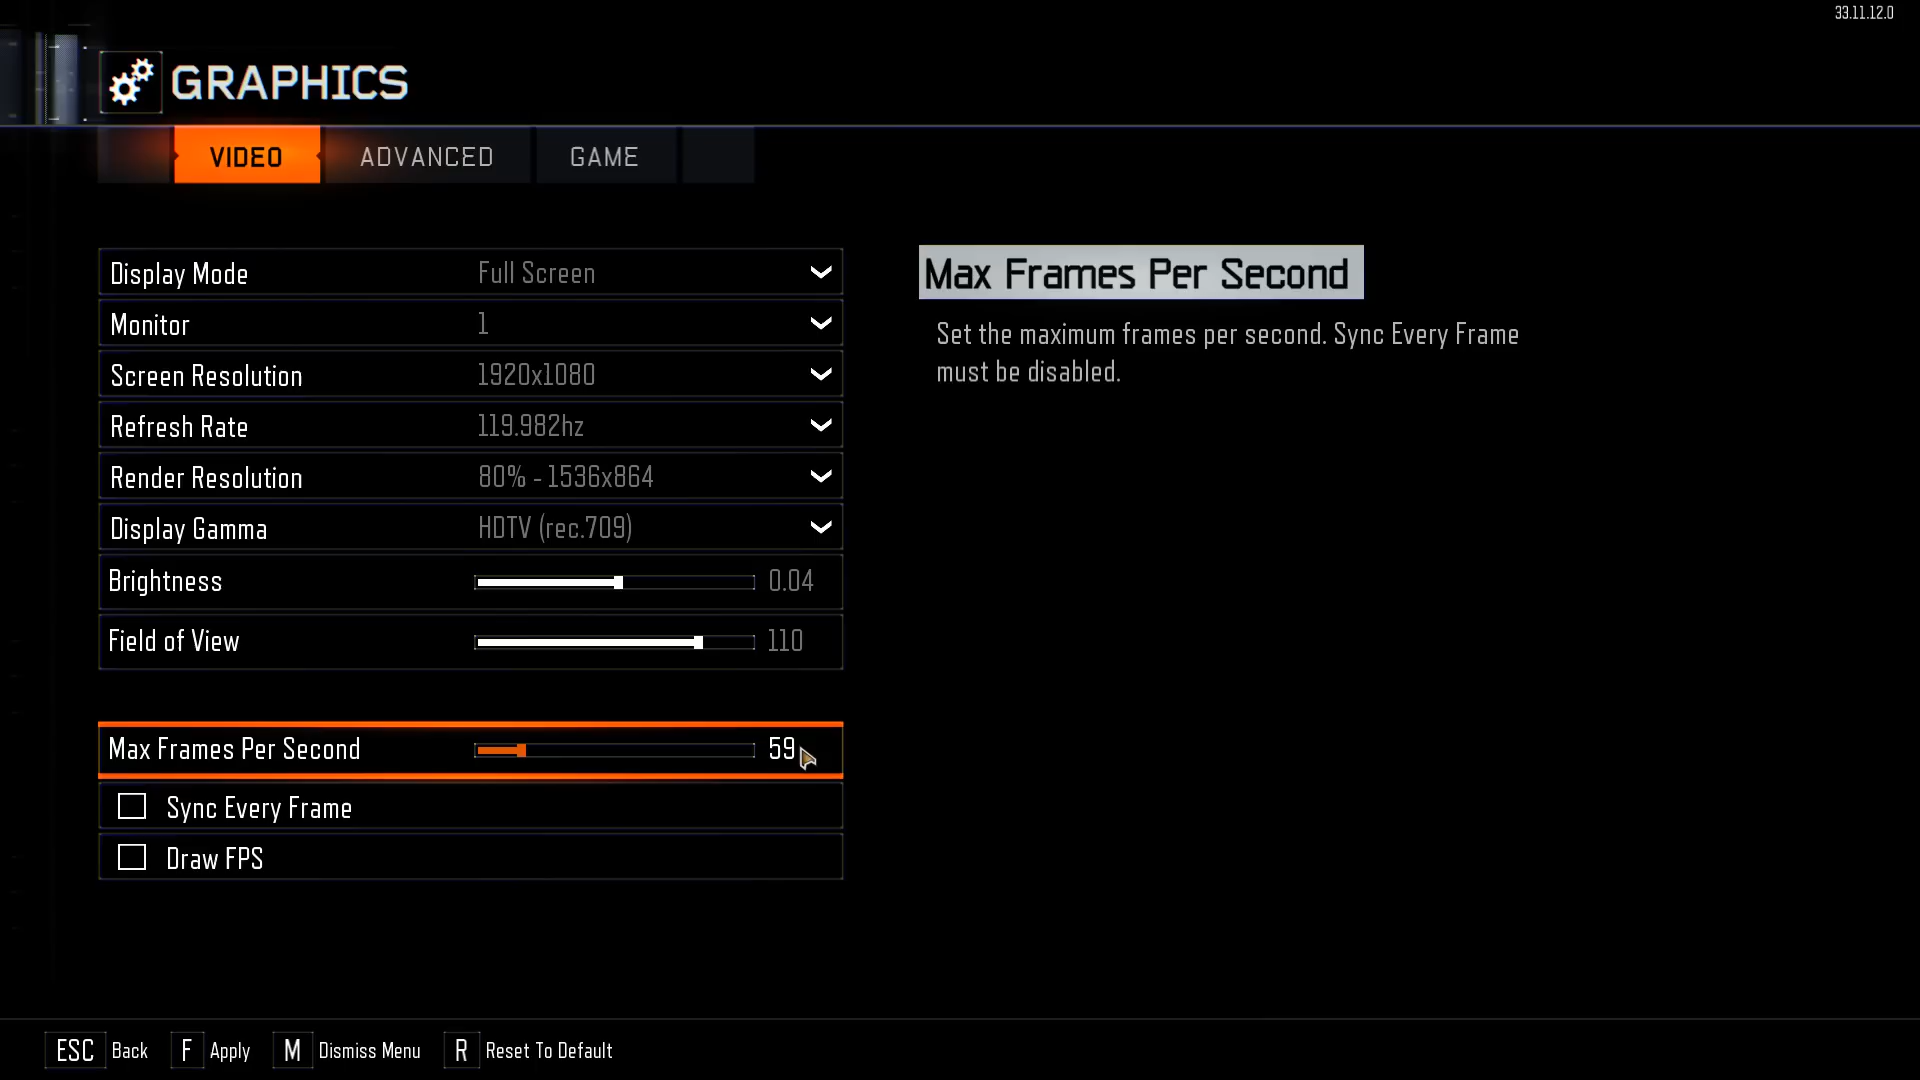 33.11.12.0
GRAPHICS
VIDEO ADVANCED GAME
Display Mode Full Screen
Monitor 1
Screen Resolution 1920x1080
Refresh Rate 119.982hz
Render Resolution 80% - 1536x864
Display Gamma HDTV (rec.709)
Brightness 0.04
Field of View 110
Max Frames Per Second 59
Sync Every Frame
Draw FPS
Max Frames Per Second
Set the maximum frames per second. Sync Every Frame
must be disabled.
ESC Back F Apply M Dismiss Menu R Reset To Default